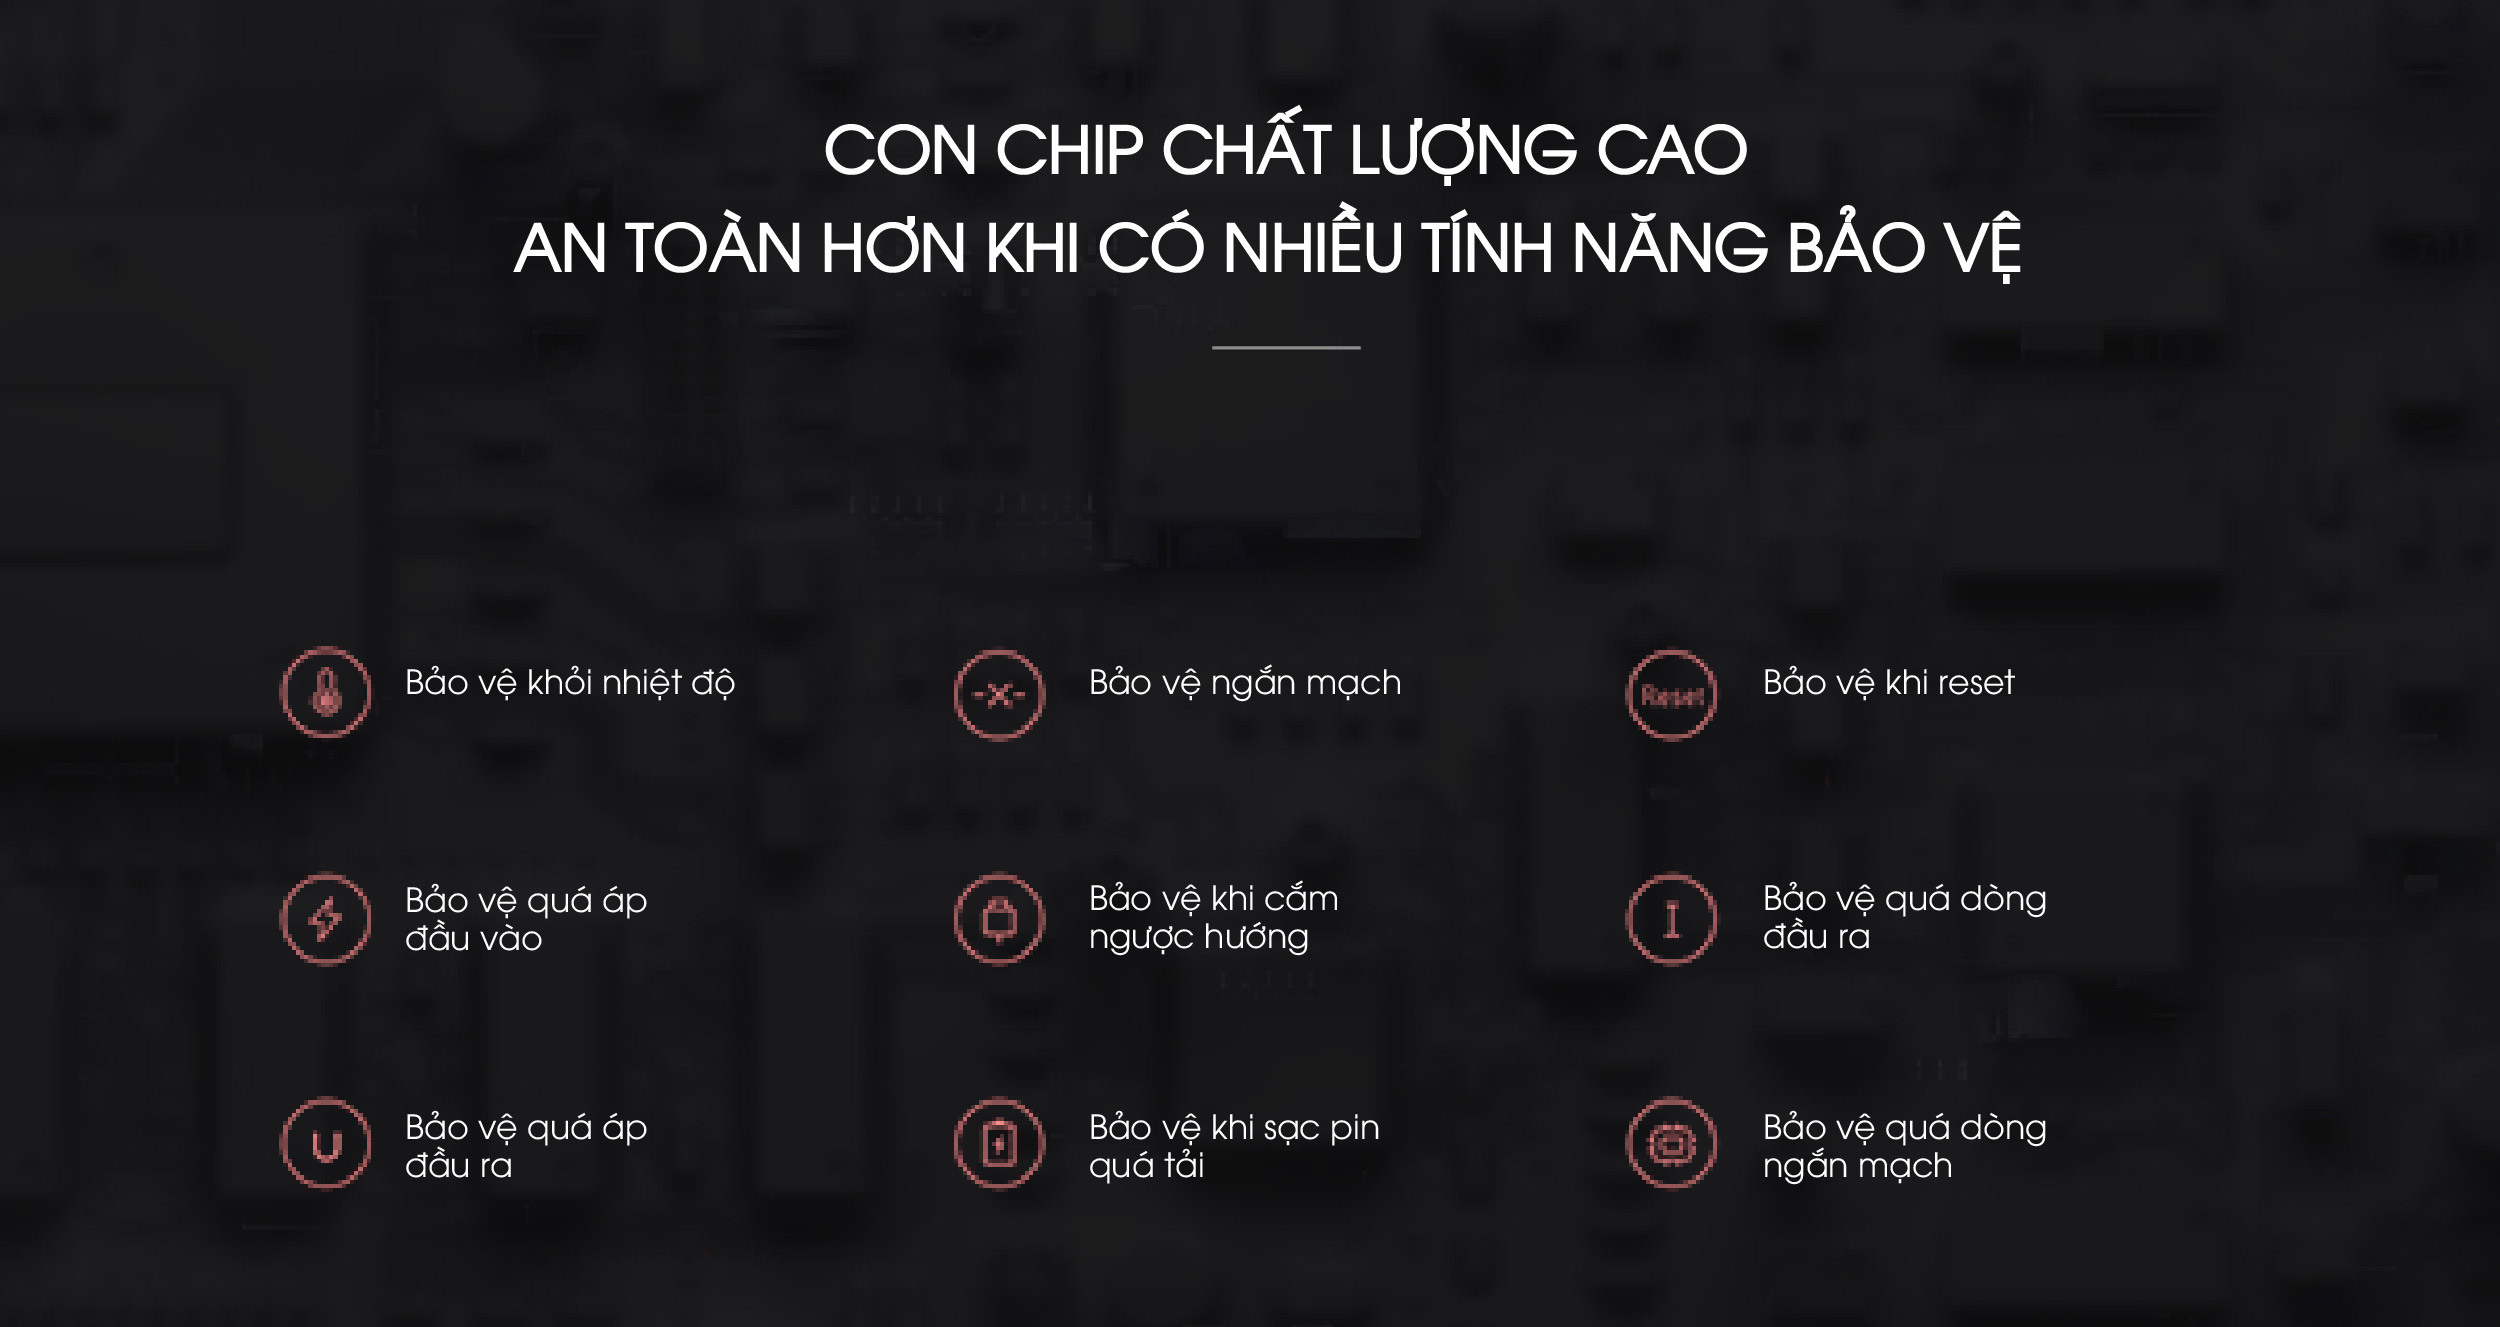 CON CHIP CHẤT LƯỢNG CAO
AN TOÀN HƠN KHI CÓ NHIỀU TÍNH NĂNG BẢO VỆ
Bảo vệ khỏi nhiệt độ
Bảo vệ ngắn mạch
Reset
Bảo vệ khi reset
Bảo vệ quá áp
đầu vào
Bảo vệ khi cắm
ngược hướng
I
Bảo vệ quá dòng
đầu ra
U
Bảo vệ quá áp
đầu ra
Bảo vệ khi sạc pin
quá tải
Bảo vệ quá dòng
ngắn mạch